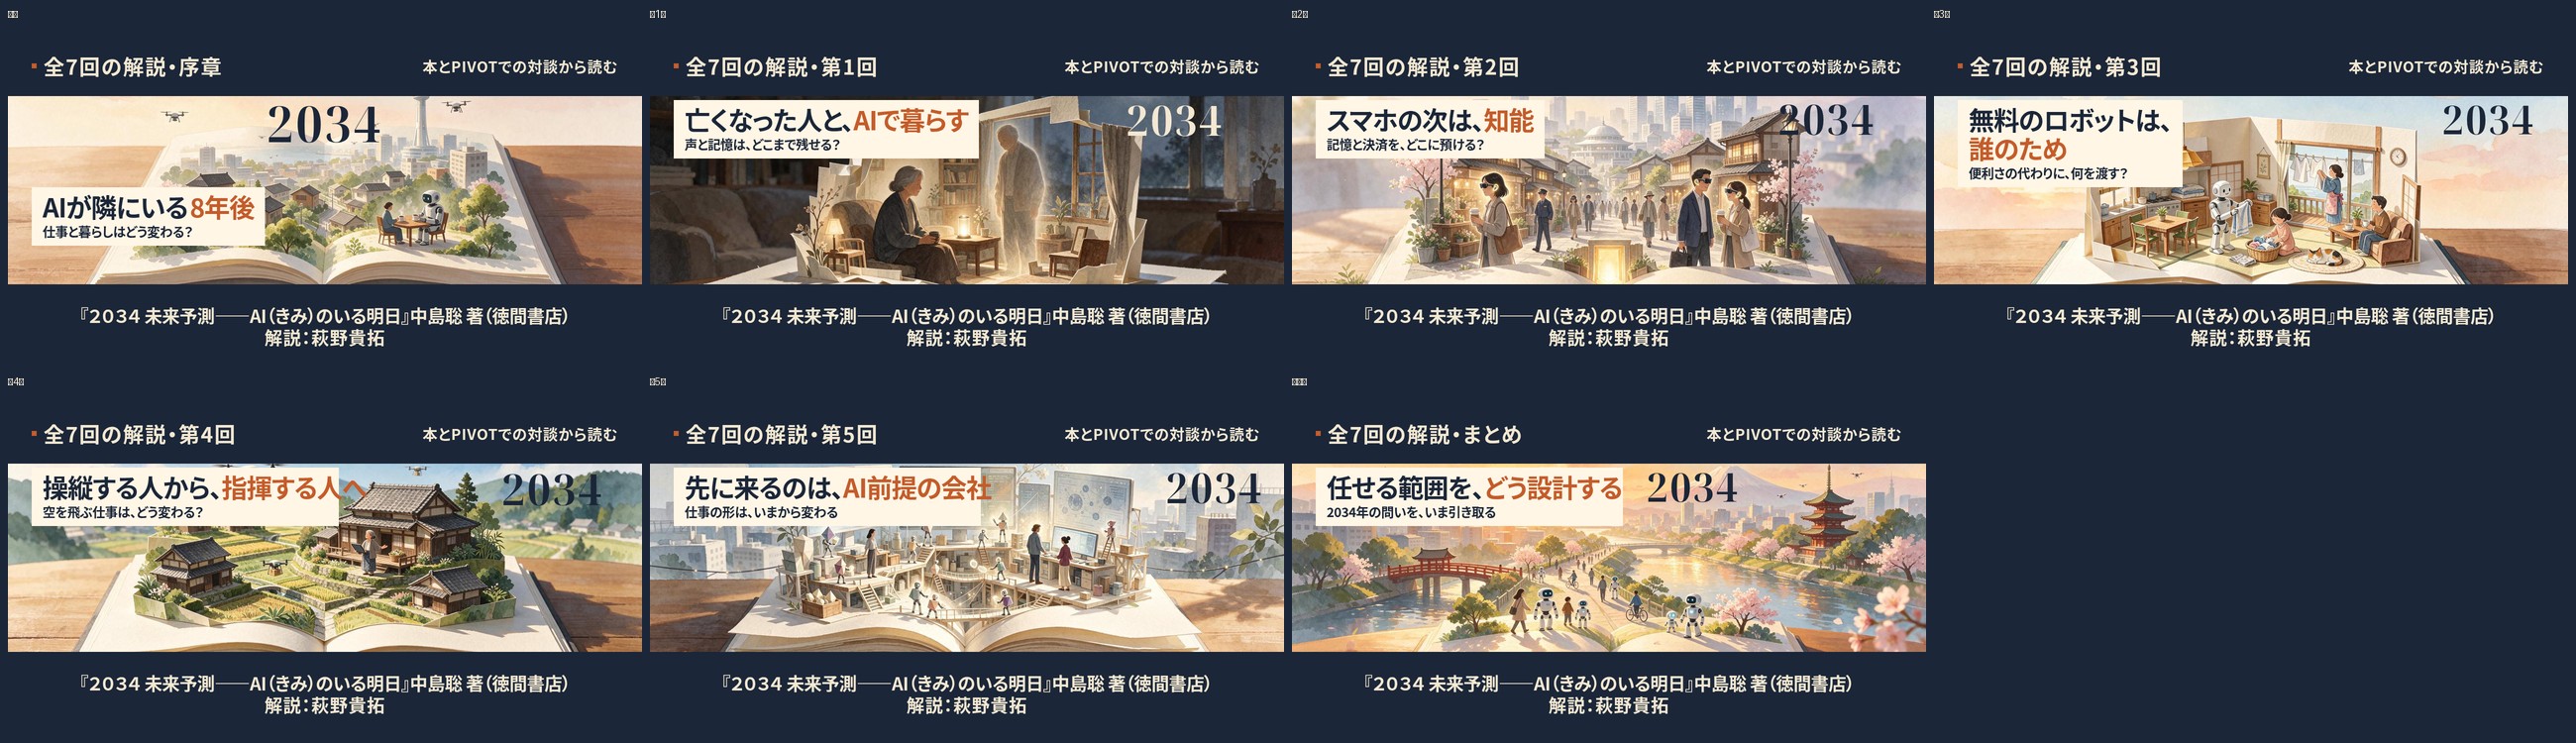 全7回の解説・序章
本とPIVOTでの対談から読む
2034
AIが隣にいる8年後
仕事と暮らしはどう変わる？
『2034 未来予測――AI（きみ）のいる明日』中島聡 著（徳間書店）
解説：萩野貴拓
1
全7回の解説・第1回
本とPIVOTでの対談から読む
亡くなった人と、AIで暮らす
声と記憶は、どこまで残せる？
2034
『2034 未来予測――AI（きみ）のいる明日』中島聡 著（徳間書店）
解説：萩野貴拓
2
全7回の解説・第2回
本とPIVOTでの対談から読む
スマホの次は、知能
記憶と決済を、どこに預ける？
2034
『2034 未来予測――AI（きみ）のいる明日』中島聡 著（徳間書店）
解説：萩野貴拓
3
全7回の解説・第3回
本とPIVOTでの対談から読む
無料のロボットは、
誰のため
便利さの代わりに、何を渡す？
2034
『2034 未来予測――AI（きみ）のいる明日』中島聡 著（徳間書店）
解説：萩野貴拓
4
全7回の解説・第4回
本とPIVOTでの対談から読む
操縦する人から、指揮する人へ
空を飛ぶ仕事は、どう変わる？
2034
『2034 未来予測――AI（きみ）のいる明日』中島聡 著（徳間書店）
解説：萩野貴拓
5
全7回の解説・第5回
本とPIVOTでの対談から読む
先に来るのは、AI前提の会社
仕事の形は、いまから変わる
2034
『2034 未来予測――AI（きみ）のいる明日』中島聡 著（徳間書店）
解説：萩野貴拓
全7回の解説・まとめ
本とPIVOTでの対談から読む
任せる範囲を、どう設計する
2034年の問いを、いま引き取る
2034
『2034 未来予測――AI（きみ）のいる明日』中島聡 著（徳間書店）
解説：萩野貴拓